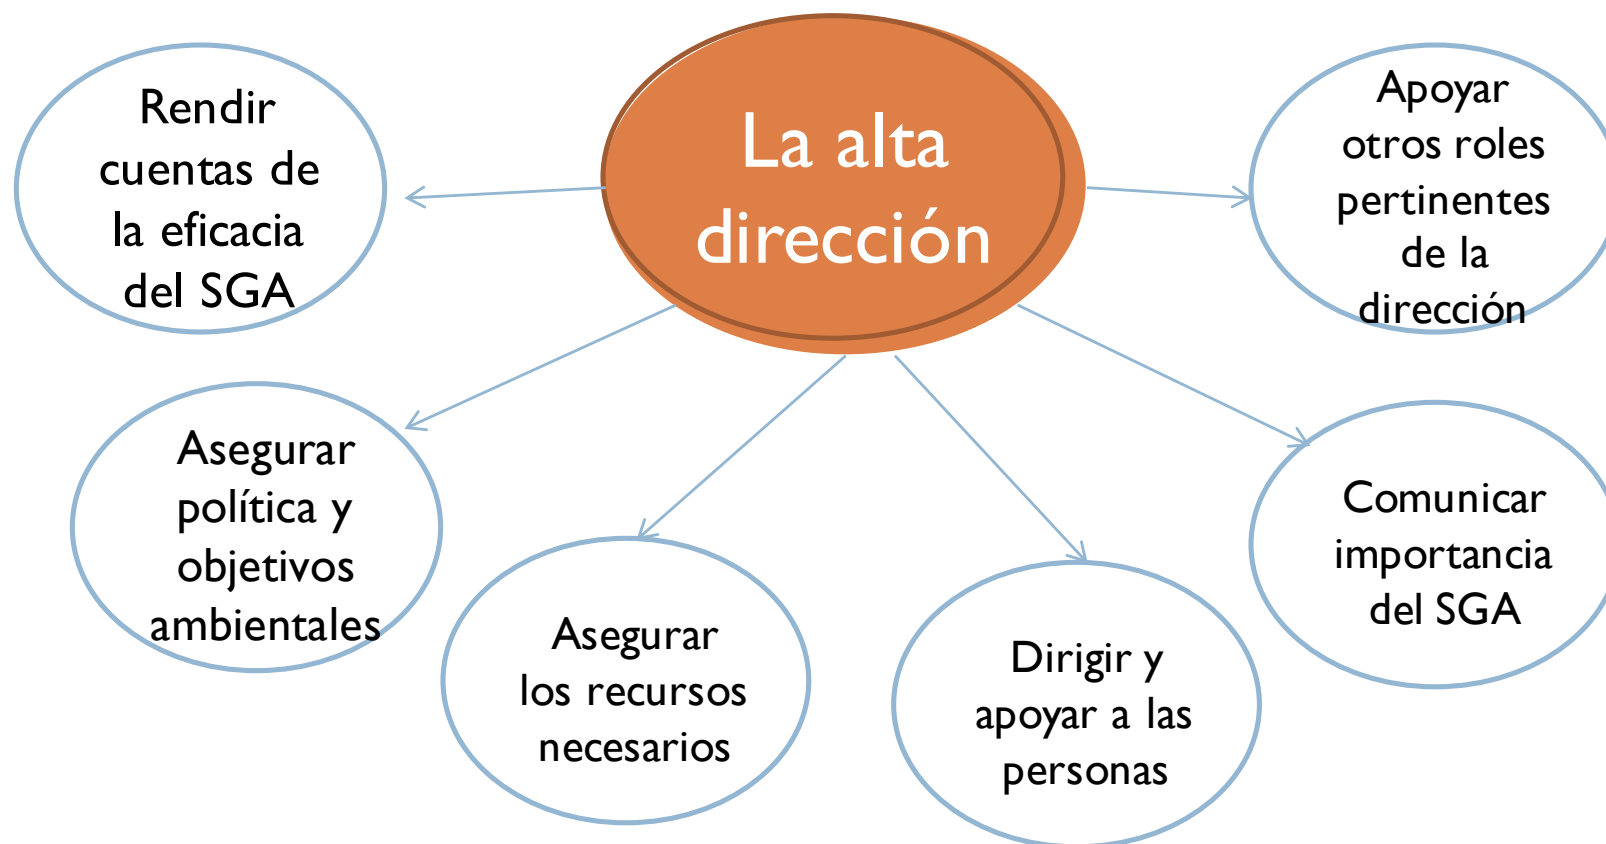 La alta
dirección
Rendir
cuentas de
la eficacia
del SGA
Asegurar
política y
objetivos
ambientales
Asegurar
los recursos
necesarios
Dirigir y
apoyar a las
personas
Comunicar
importancia
del SGA
Apoyar
otros roles
pertinentes
de la
dirección